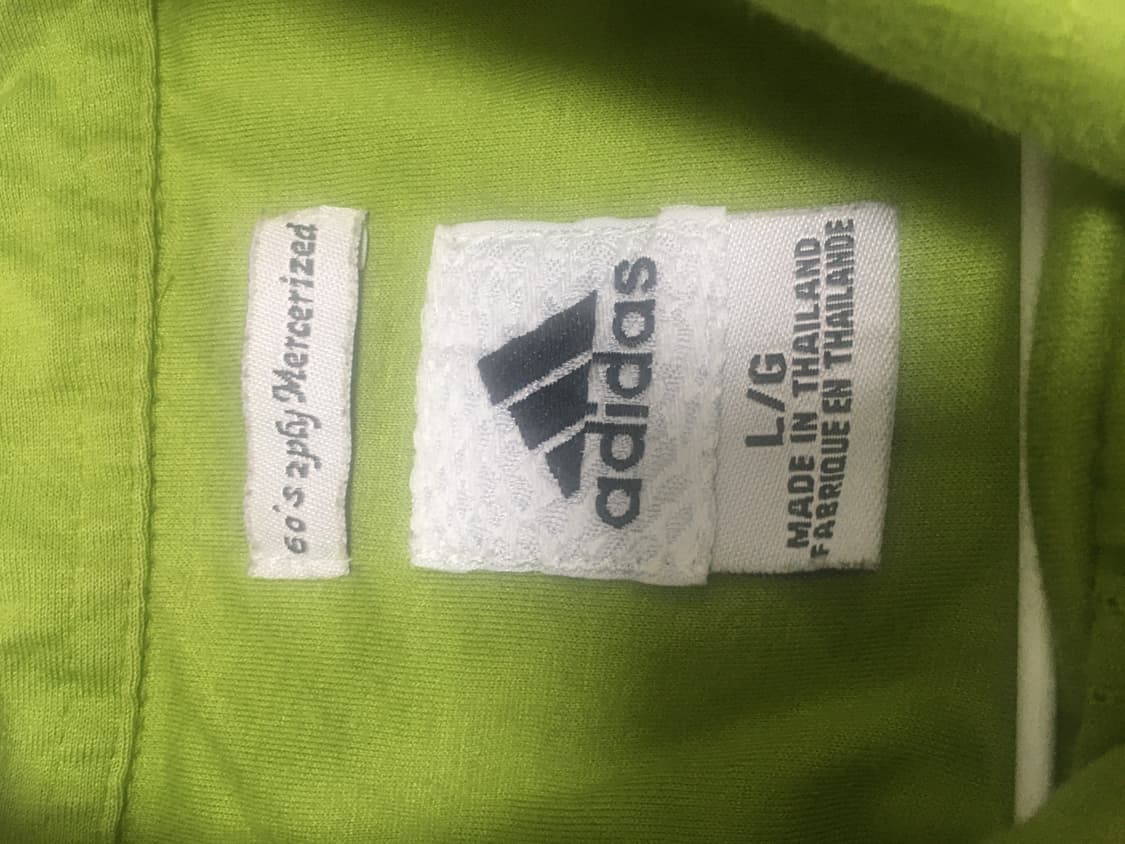 60's 2ply Mercerized
adidas
L/G
MADE IN THAILAND
FABRIQUE EN THAILANDE